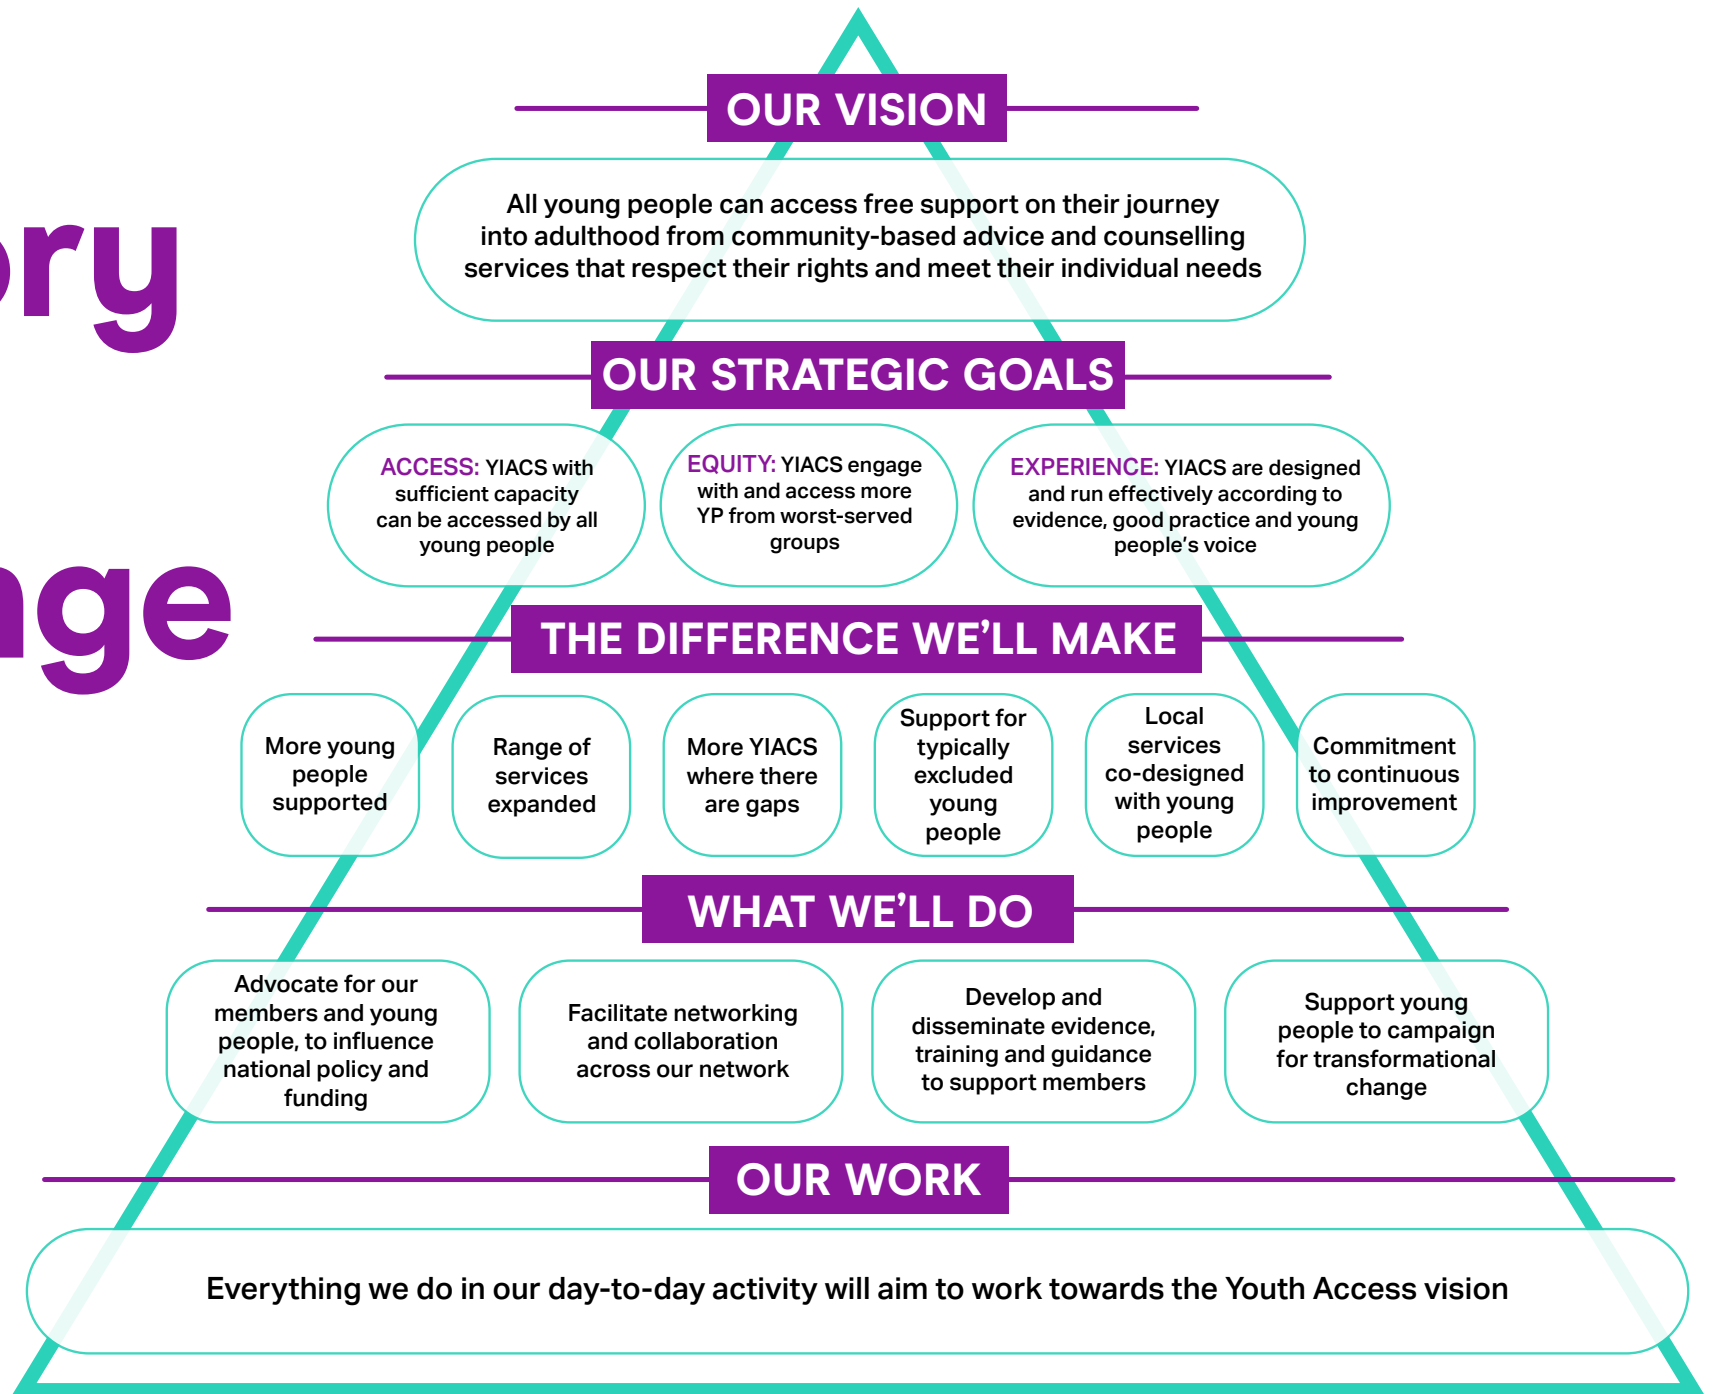 OUR VISION
All young people can access free support on their journey
into adulthood from community-based advice and counselling
services that respect their rights and meet their individual needs
ory
nge
OUR STRATEGIC GOALS
ACCESS: YIACS with
sufficient capacity
can be accessed by all
young people
EQUITY: YIACS engage
with and access more
YP from worst-served
groups
EXPERIENCE: YIACS are designed
and run effectively according to
evidence, good practice and young
people's voice
THE DIFFERENCE WE'LL MAKE
More young
people
supported
Range of
services
expanded
More YIACS
where there
are gaps
Support for
typically
excluded
young
people
Local
services
co-designed
with young
people
Commitment
to continuous
improvement
WHAT WE'LL DO
Advocate for our
members and young
people, to influence
national policy and
funding
Facilitate networking
and collaboration
across our network
Develop and
disseminate evidence,
training and guidance
to support members
Support young
people to campaign
for transformational
change
OUR WORK
Everything we do in our day-to-day activity will aim to work towards the Youth Access vision